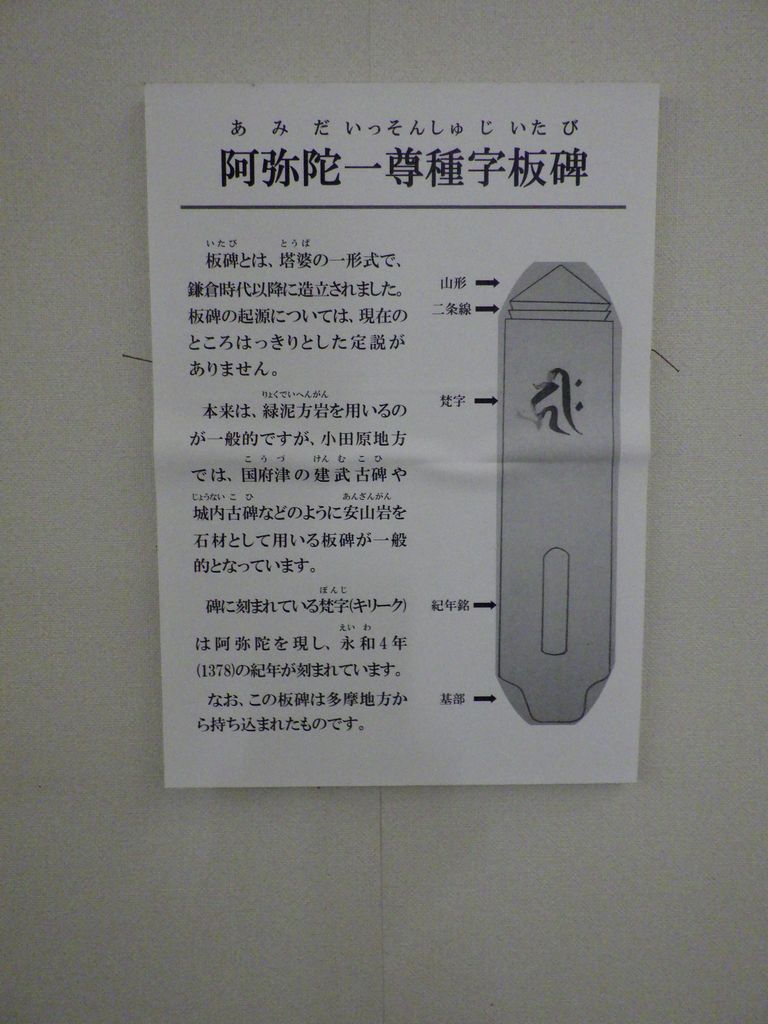 あみだいっそんしゅじいたび
阿弥陀一尊種字板碑
いたび とうば
板碑とは、塔婆の一形式で、
鎌倉時代以降に造立されました。
板碑の起源については、現在の
ところはっきりとした定説が
ありません。
りょくでいへんがん
本来は、緑泥方岩を用いるの
が一般的ですが、小田原地方
こうづ けんむこひ
では、国府津の建武古碑や
じょうないこひ あんざんがん
城内古碑などのように安山岩を
石材として用いる板碑が一般
的となっています。
ぼんじ
碑に刻まれている梵字(キリーク)
えいわ
は阿弥陀を現し、永和4年
(1378)の紀年が刻まれています。
なお、この板碑は多摩地方か
ら持ち込まれたものです。
山形
二条線
梵字
紀年銘
基部